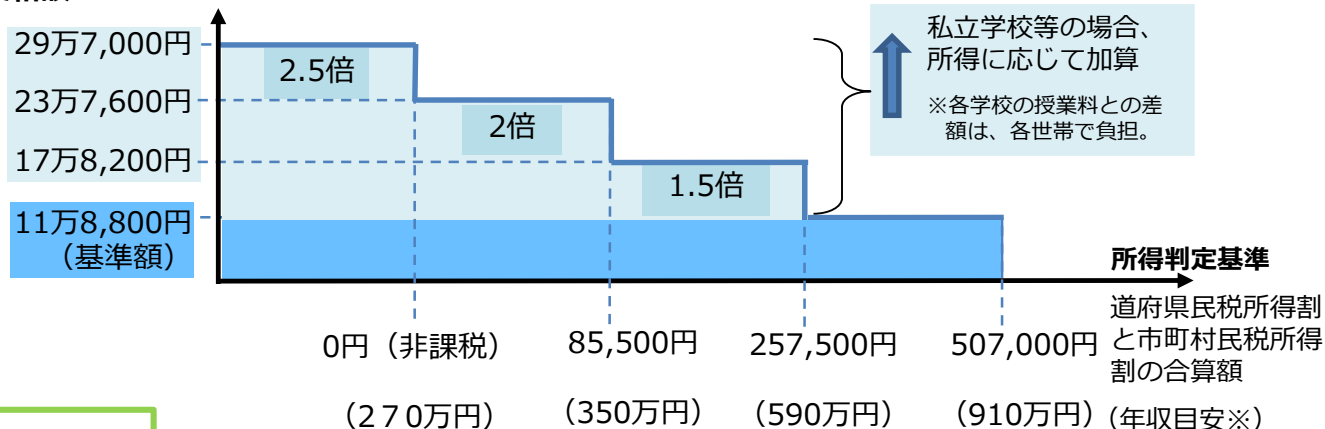 29万7,000円
23万7,600円
17万8,200円
11万8,800円
（基準額）
2.5倍
2倍
1.5倍
私立学校等の場合、
所得に応じて加算
※各学校の授業料との差
額は、各世帯で負担。
所得判定基準
道府県民税所得割
と市町村民税所得
割の合算額
（年収目安※）
0円（非課税）
85,500円
257,500円
507,000円
（２７０万円）
（350万円）
（590万円）
（910万円）